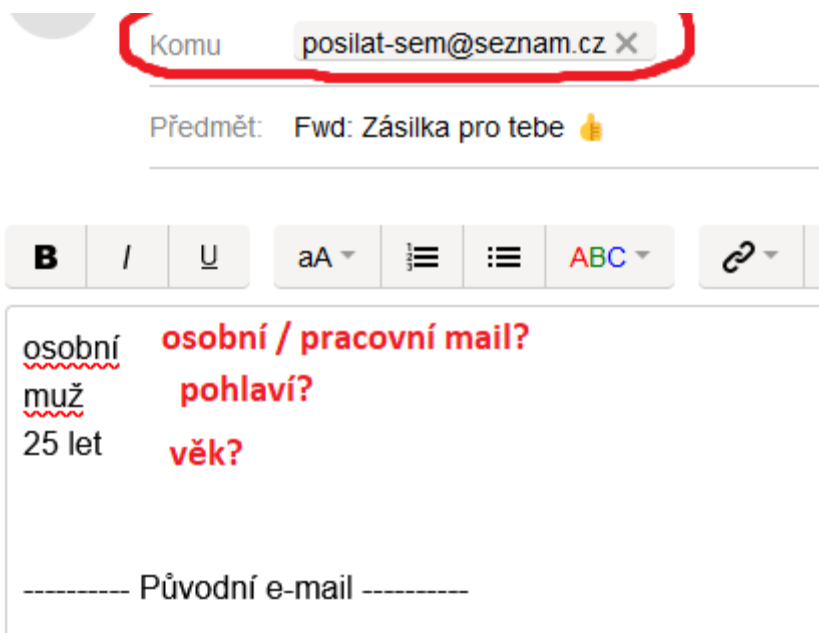 Komu posilat-sem@seznam.cz ×
Předmět: Fwd: Zásilka pro tebe 👍
B I U aA ABC
osobní osobní / pracovní mail?
muž pohlaví?
25 let věk?
---------- Původní e-mail ----------